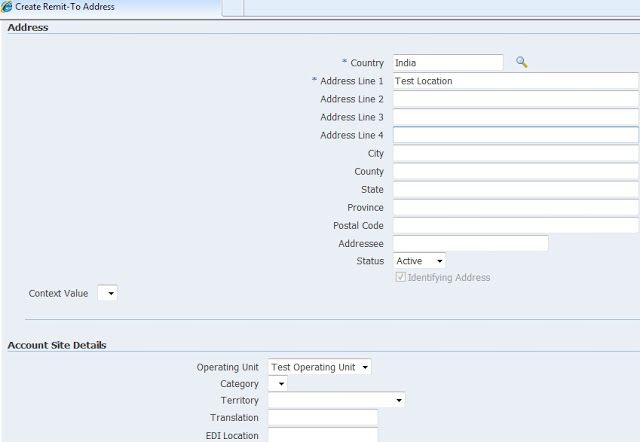 Create Remit-To Address
Address
* Country India
* Address Line 1 Test Location
Address Line 2
Address Line 3
Address Line 4
City
County
State
Province
Postal Code
Addressee
Status Active
Identifying Address
Context Value
Account Site Details
Operating Unit Test Operating Unit
Category
Territory
Translation
EDI Location